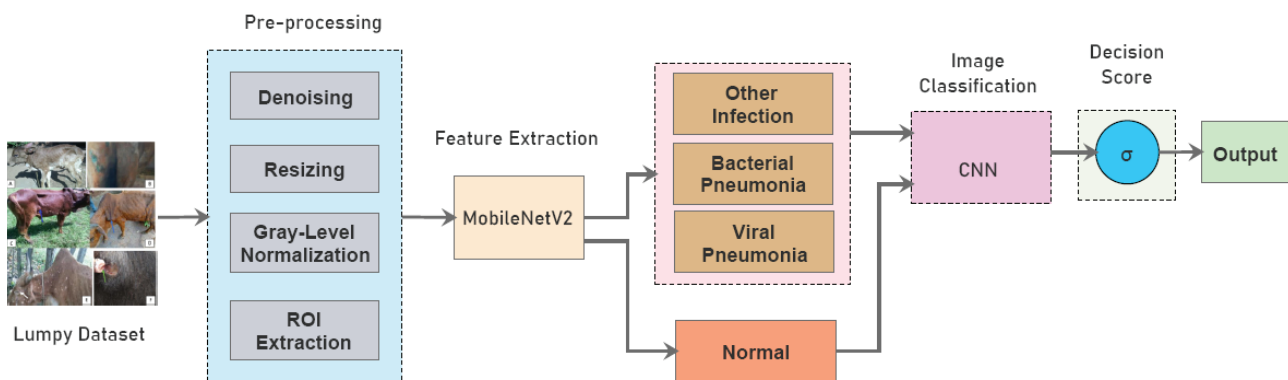 Pre-processing
Denoising
Resizing
Gray-Level
Normalization
ROI
Extraction
Lumpy Dataset
Feature Extraction
MobileNetV2
Other
Infection
Bacterial
Pneumonia
Viral
Pneumonia
Normal
Image
Classification
CNN
Decision
Score
σ
Output